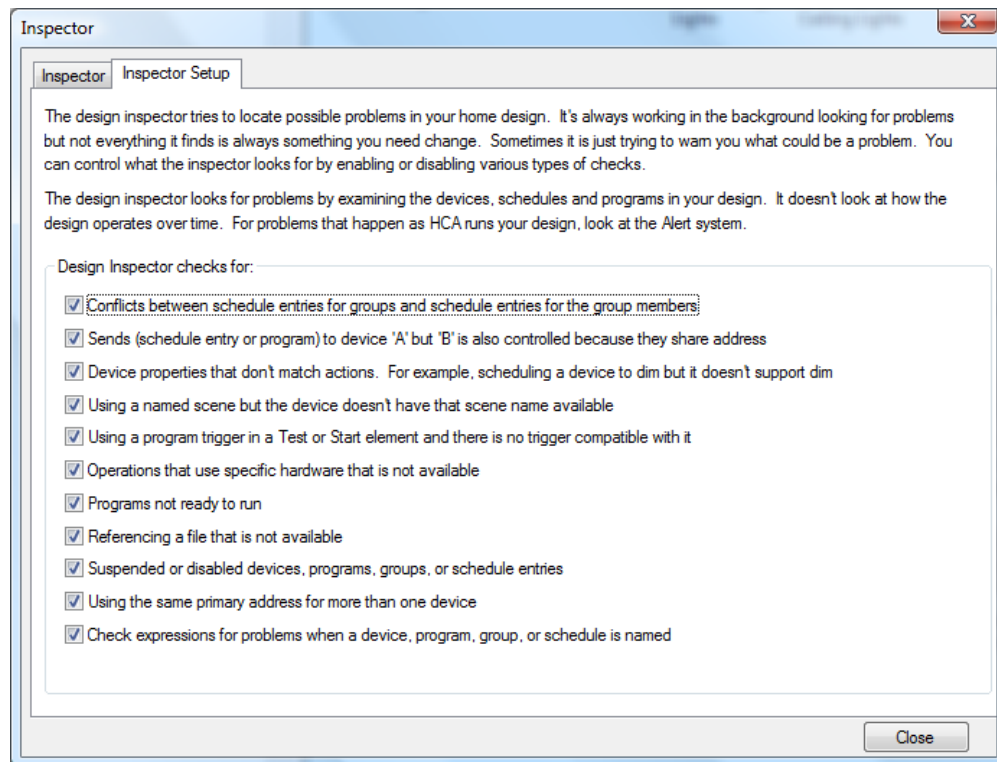 Inspector
Inspector
Inspector Setup
The design inspector tries to locate possible problems in your home design. It's always working in the background looking for problems
but not everything it finds is always something you need change. Sometimes it is just trying to warn you what could be a problem. You
can control what the inspector looks for by enabling or disabling various types of checks.
The design inspector looks for problems by examining the devices, schedules and programs in your design. It doesn't look at how the
design operates over time. For problems that happen as HCA runs your design, look at the Alert system.
Design Inspector checks for:
Conflicts between schedule entries for groups and schedule entries for the group members
Sends (schedule entry or program) to device 'A' but 'B' is also controlled because they share address
Device properties that don't match actions. For example, scheduling a device to dim but it doesn't support dim
Using a named scene but the device doesn't have that scene name available
Using a program trigger in a Test or Start element and there is no trigger compatible with it
Operations that use specific hardware that is not available
Programs not ready to run
Referencing a file that is not available
Suspended or disabled devices, programs, groups, or schedule entries
Using the same primary address for more than one device
Check expressions for problems when a device, program, group, or schedule is named
Close